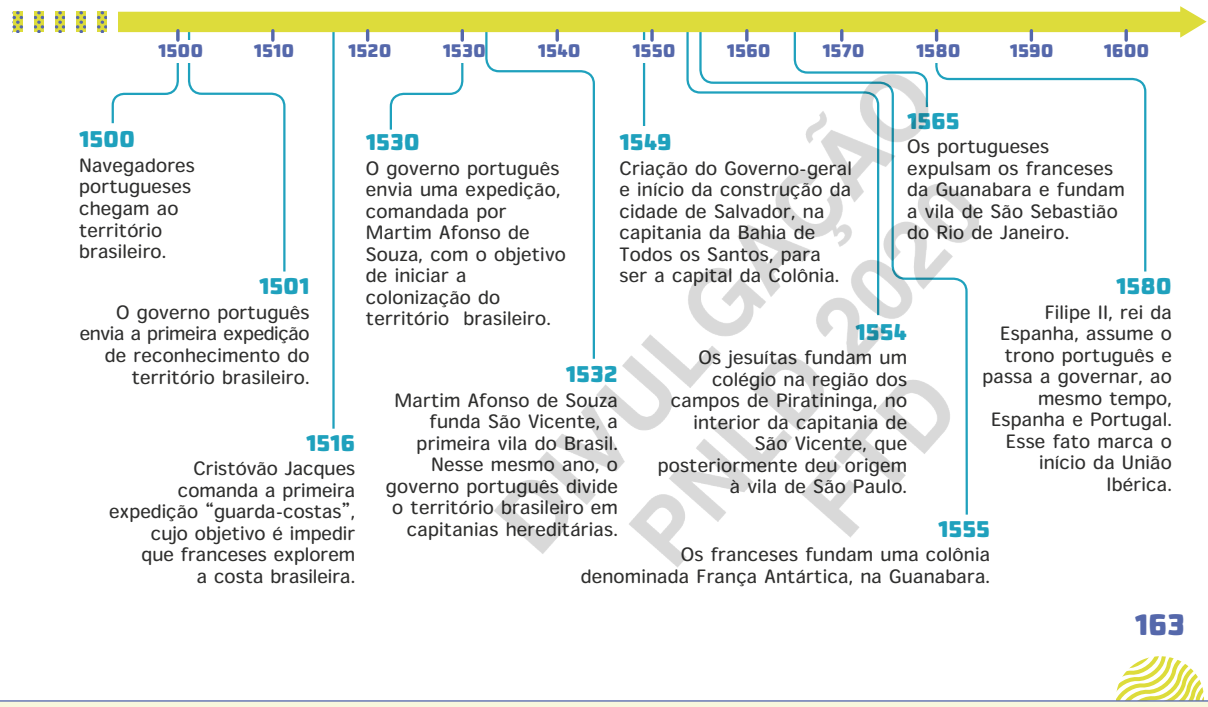 1500 1510 1520 1530 1540 1550 1560 1570 1580 1590 1600
1500
Navegadores
portugueses
chegam ao
território
brasileiro.
1501
O governo português
envia a primeira expedição
de reconhecimento do
território brasileiro.
1516
Cristóvão Jacques
comanda a primeira
expedição “guarda-costas”,
cujo objetivo é impedir
que franceses explorem
a costa brasileira.
1530
O governo português
envia uma expedição,
comandada por
Martim Afonso de
Souza, com o objetivo
de iniciar a
colonização do
território brasileiro.
1532
Martim Afonso de Souza
funda São Vicente, a
primeira vila do Brasil.
Nesse mesmo ano, o
governo português divide
o território brasileiro em
capitanias hereditárias.
1549
Criação do Governo-geral
e início da construção da
cidade de Salvador, na
capitania da Bahia de
Todos os Santos, para
ser a capital da Colônia.
1554
Os jesuítas fundam um
colégio na região dos
campos de Piratininga, no
interior da capitania de
São Vicente, que
posteriormente deu origem
à vila de São Paulo.
1555
Os franceses fundam uma colônia
denominada França Antártica, na Guanabara.
1565
Os portugueses
expulsam os franceses
da Guanabara e fundam
a vila de São Sebastião
do Rio de Janeiro.
1580
Filipe II, rei da
Espanha, assume o
trono português e
passa a governar, ao
mesmo tempo,
Espanha e Portugal.
Esse fato marca o
início da União
Ibérica.
DIVULGAÇÃO
PNLD 2020
FTD
163